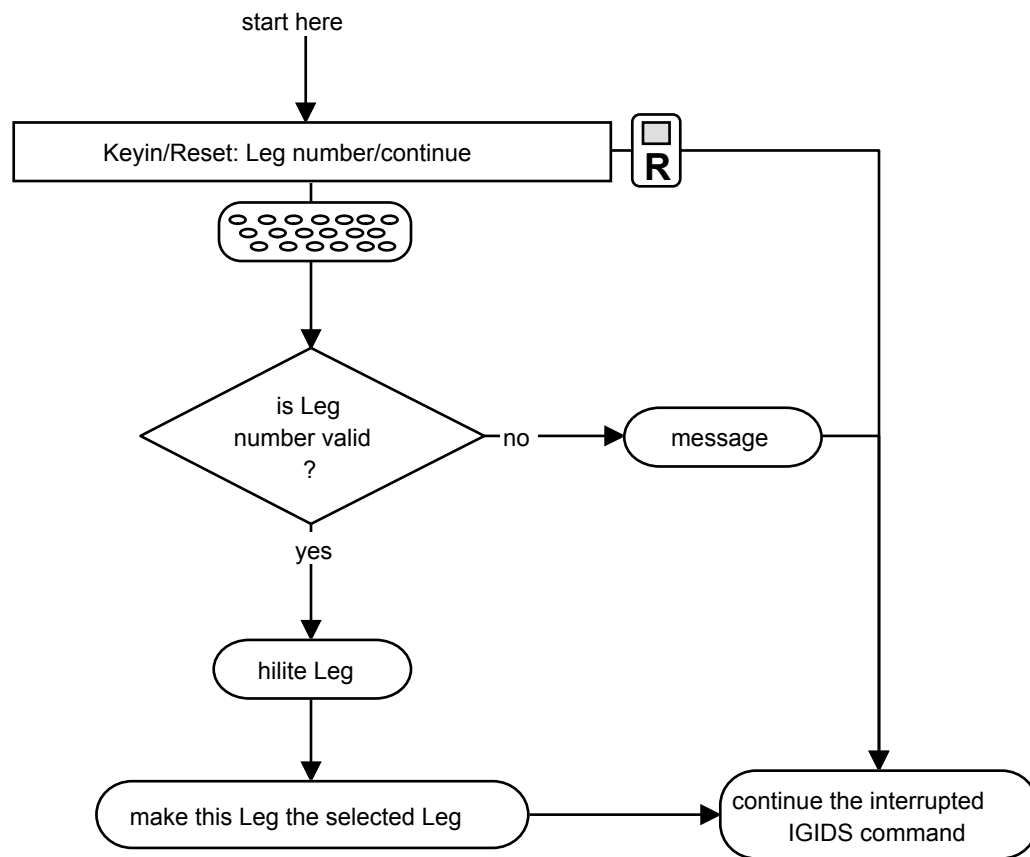 start here
Keyin/Reset: Leg number/continue
R
is Leg
number valid
?
no
message
yes
hilite Leg
make this Leg the selected Leg
continue the interrupted
IGIDS command